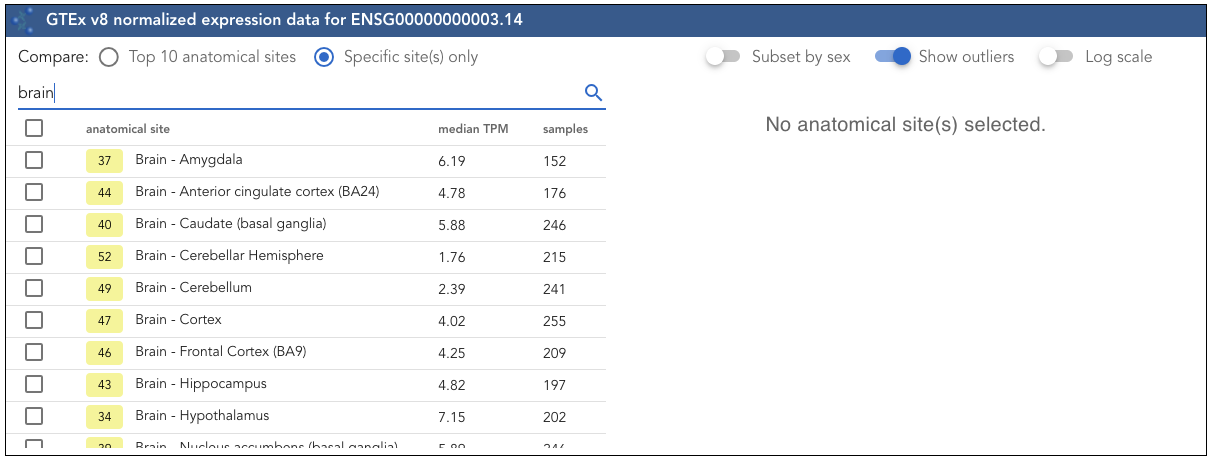 GTEx v8 normalized expression data for ENSG00000000003.14
Compare: Top 10 anatomical sites Specific site(s) only Subset by sex Show outliers Log scale
brain
No anatomical site(s) selected.
anatomical site median TPM samples
37 Brain - Amygdala 6.19 152
44 Brain - Anterior cingulate cortex (BA24) 4.78 176
40 Brain - Caudate (basal ganglia) 5.88 246
52 Brain - Cerebellar Hemisphere 1.76 215
49 Brain - Cerebellum 2.39 241
47 Brain - Cortex 4.02 255
46 Brain - Frontal Cortex (BA9) 4.25 209
43 Brain - Hippocampus 4.82 197
34 Brain - Hypothalamus 7.15 202
Brain - Nucleus accumbens (basal ganglia)